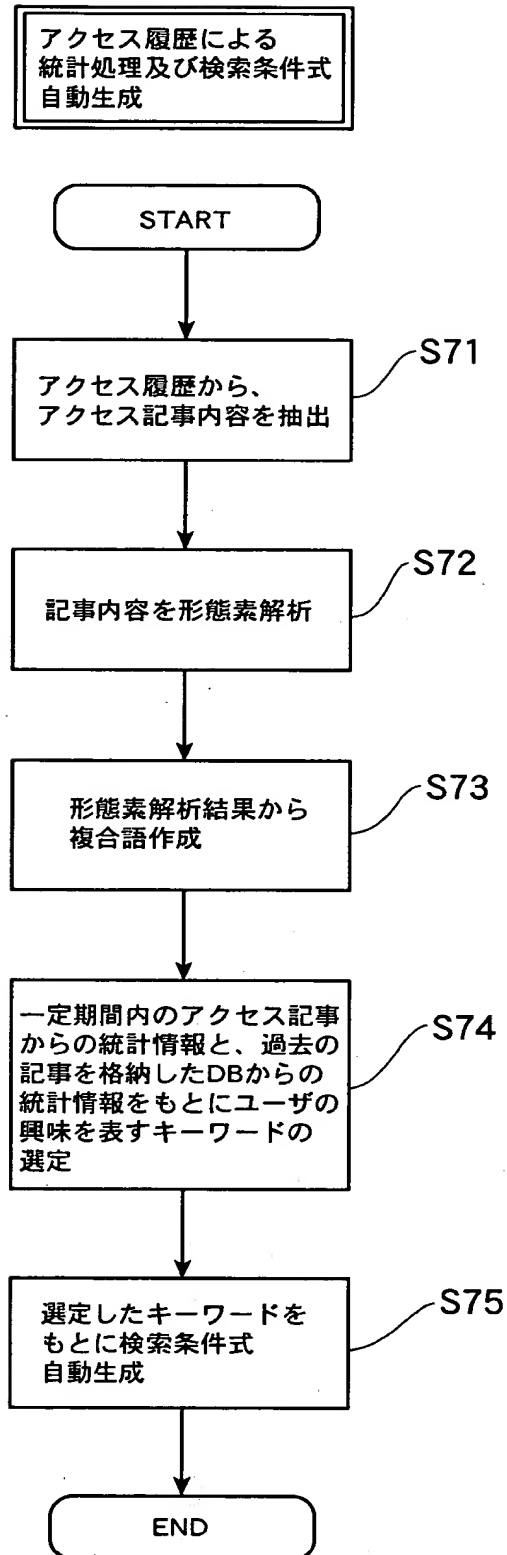 アクセス履歴による
統計処理及び検索条件式
自動生成
START
S71
アクセス履歴から、
アクセス記事内容を抽出
S72
記事内容を形態素解析
S73
形態素解析結果から
複合語作成
S74
一定期間内のアクセス記事
からの統計情報と、過去の
記事を格納したDBからの
統計情報をもとにユーザの
興味を表すキーワードの
選定
S75
選定したキーワードを
もとに検索条件式
自動生成
END